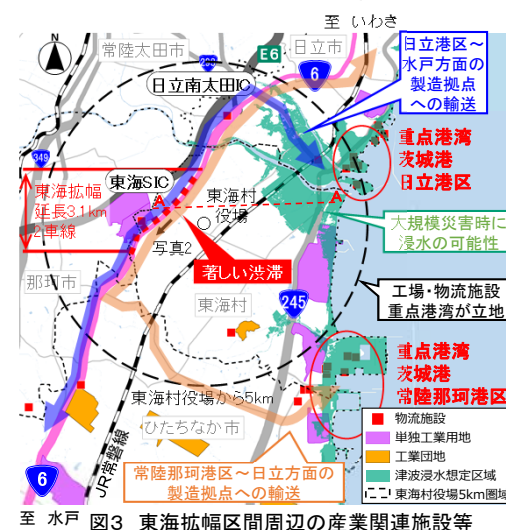 至 いわき
常陸太田市
E6
日立市
293
6
日立港区～
水戸方面の
製造拠点
への輸送
日立南太田IC
349
重点港湾
茨城港
日立港区
東海SIC
東海拡幅
延長3.1km
2車線
A
A
東海村
役場
大規模災害時に
浸水の可能性
写真2
著しい渋滞
那珂市
東海村
245
工場・物流施設
重点港湾が立地
重点港湾
茨城港
常陸那珂港区
東海村役場から5km
ひたちなか市
物流施設
単独工業用地
工業団地
津波浸水想定区域
東海村役場5km圏域
JR常磐線
常陸那珂港区～日立方面の
製造拠点への輸送
6
至 水戸
図3 東海拡幅区間周辺の産業関連施設等